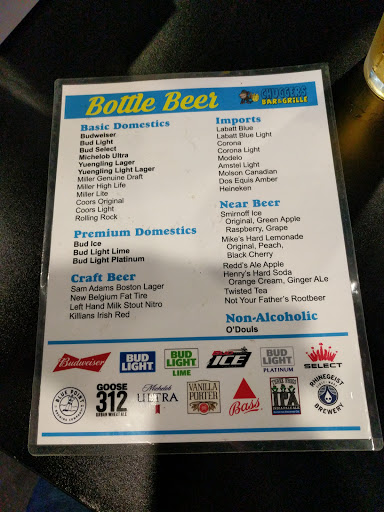 Bottle Beer
CHUGGERS
BAR & GRILLE
Basic Domestics
Budweiser
Bud Light
Bud Select
Michelob Ultra
Yuengling Lager
Yuengling Light Lager
Miller Genuine Draft
Miller High Life
Miller Lite
Coors Original
Coors Light
Rolling Rock
Premium Domestics
Bud Ice
Bud Light Lime
Bud Light Platinum
Craft Beer
Sam Adams Boston Lager
New Belgium Fat Tire
Left Hand Milk Stout Nitro
Killians Irish Red
Imports
Labatt Blue
Labatt Blue Light
Corona
Corona Light
Modelo
Amstel Light
Molson Canadian
Dos Equis Amber
Heineken
Near Beer
Smirnoff Ice
Original, Green Apple
Raspberry, Grape
Mike's Hard Lemonade
Original, Peach,
Black Cherry
Redd's Ale Apple
Henry's Hard Soda
Orange Cream, Ginger ALe
Twisted Tea
Not Your Father's Rootbeer
Non-Alcoholic
O'Douls
Budweiser
BUD LIGHT
BUD LIGHT LIME
ICE
BUD LIGHT PLATINUM
SELECT
BLUE POINT
GOOSE
312
URBAN WHEAT ALE
Michelob
ULTRA
VANILLA
PORTER
Bass
IPA
RHINEGEIST
BREWERY